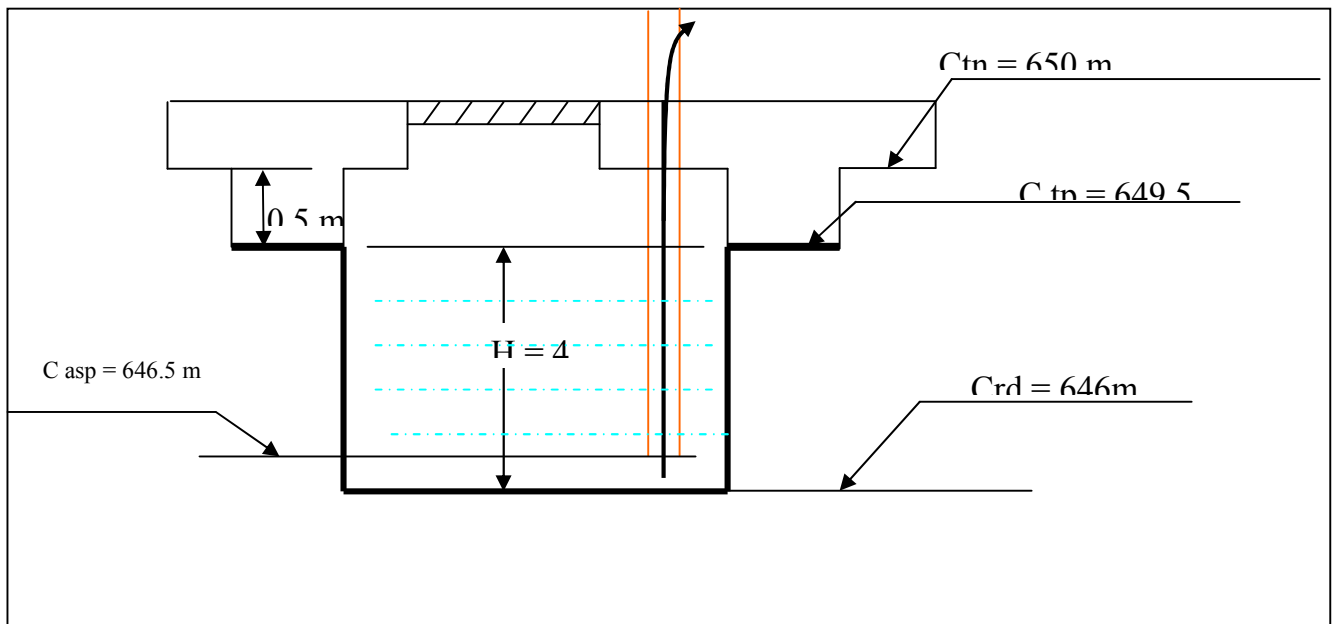 Ctn = 650 m
C tp = 649.5
0.5 m
H = 4
C asp = 646.5 m
Crd = 646m